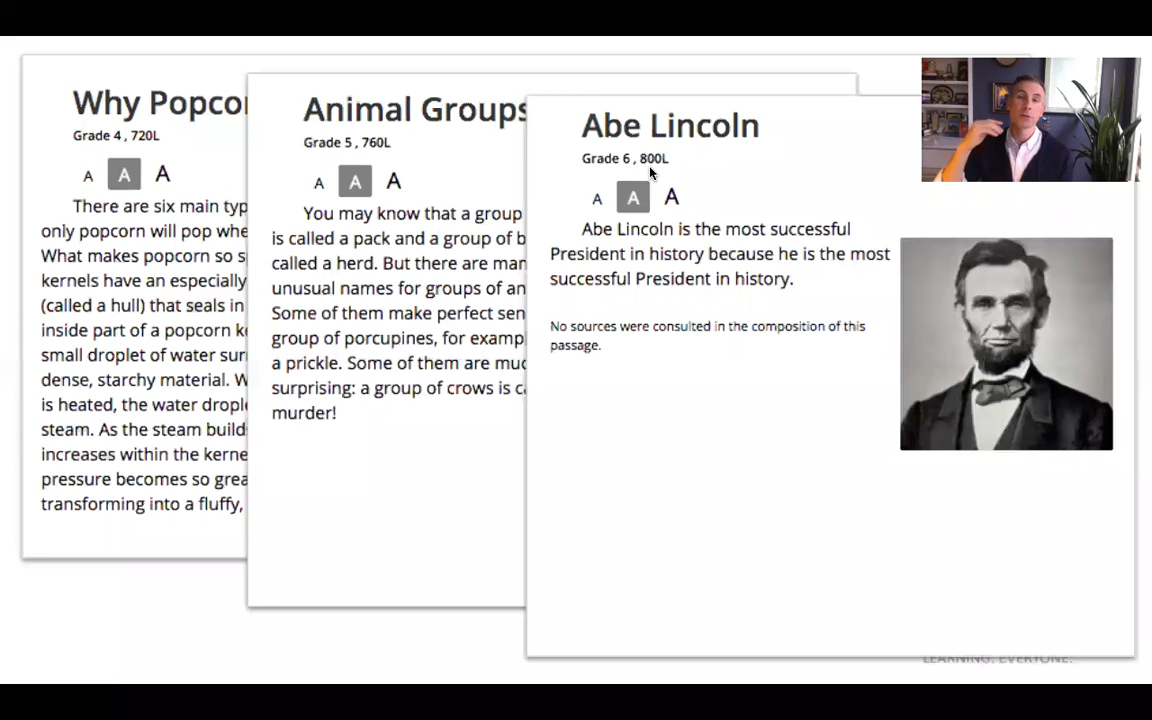 Why Popcor
Grade 4 , 720L
A A A
There are six main typ
only popcorn will pop whe
What makes popcorn so s
kernels have an especially
(called a hull) that seals in
inside part of a popcorn ke
small droplet of water sur
dense, starchy material. W
is heated, the water drople
steam. As the steam build
increases within the kerne
pressure becomes so grea
transforming into a fluffy,
Animal Groups
Grade 5 , 760L
A A A
You may know that a group
is called a pack and a group of b
called a herd. But there are man
unusual names for groups of an
Some of them make perfect sen
group of porcupines, for examp
a prickle. Some of them are muc
surprising: a group of crows is ca
murder!
Abe Lincoln
Grade 6 , 800L
A A A
Abe Lincoln is the most successful
President in history because he is the most
successful President in history.
No sources were consulted in the composition of this
passage.
LEARNING. EVERYONE.